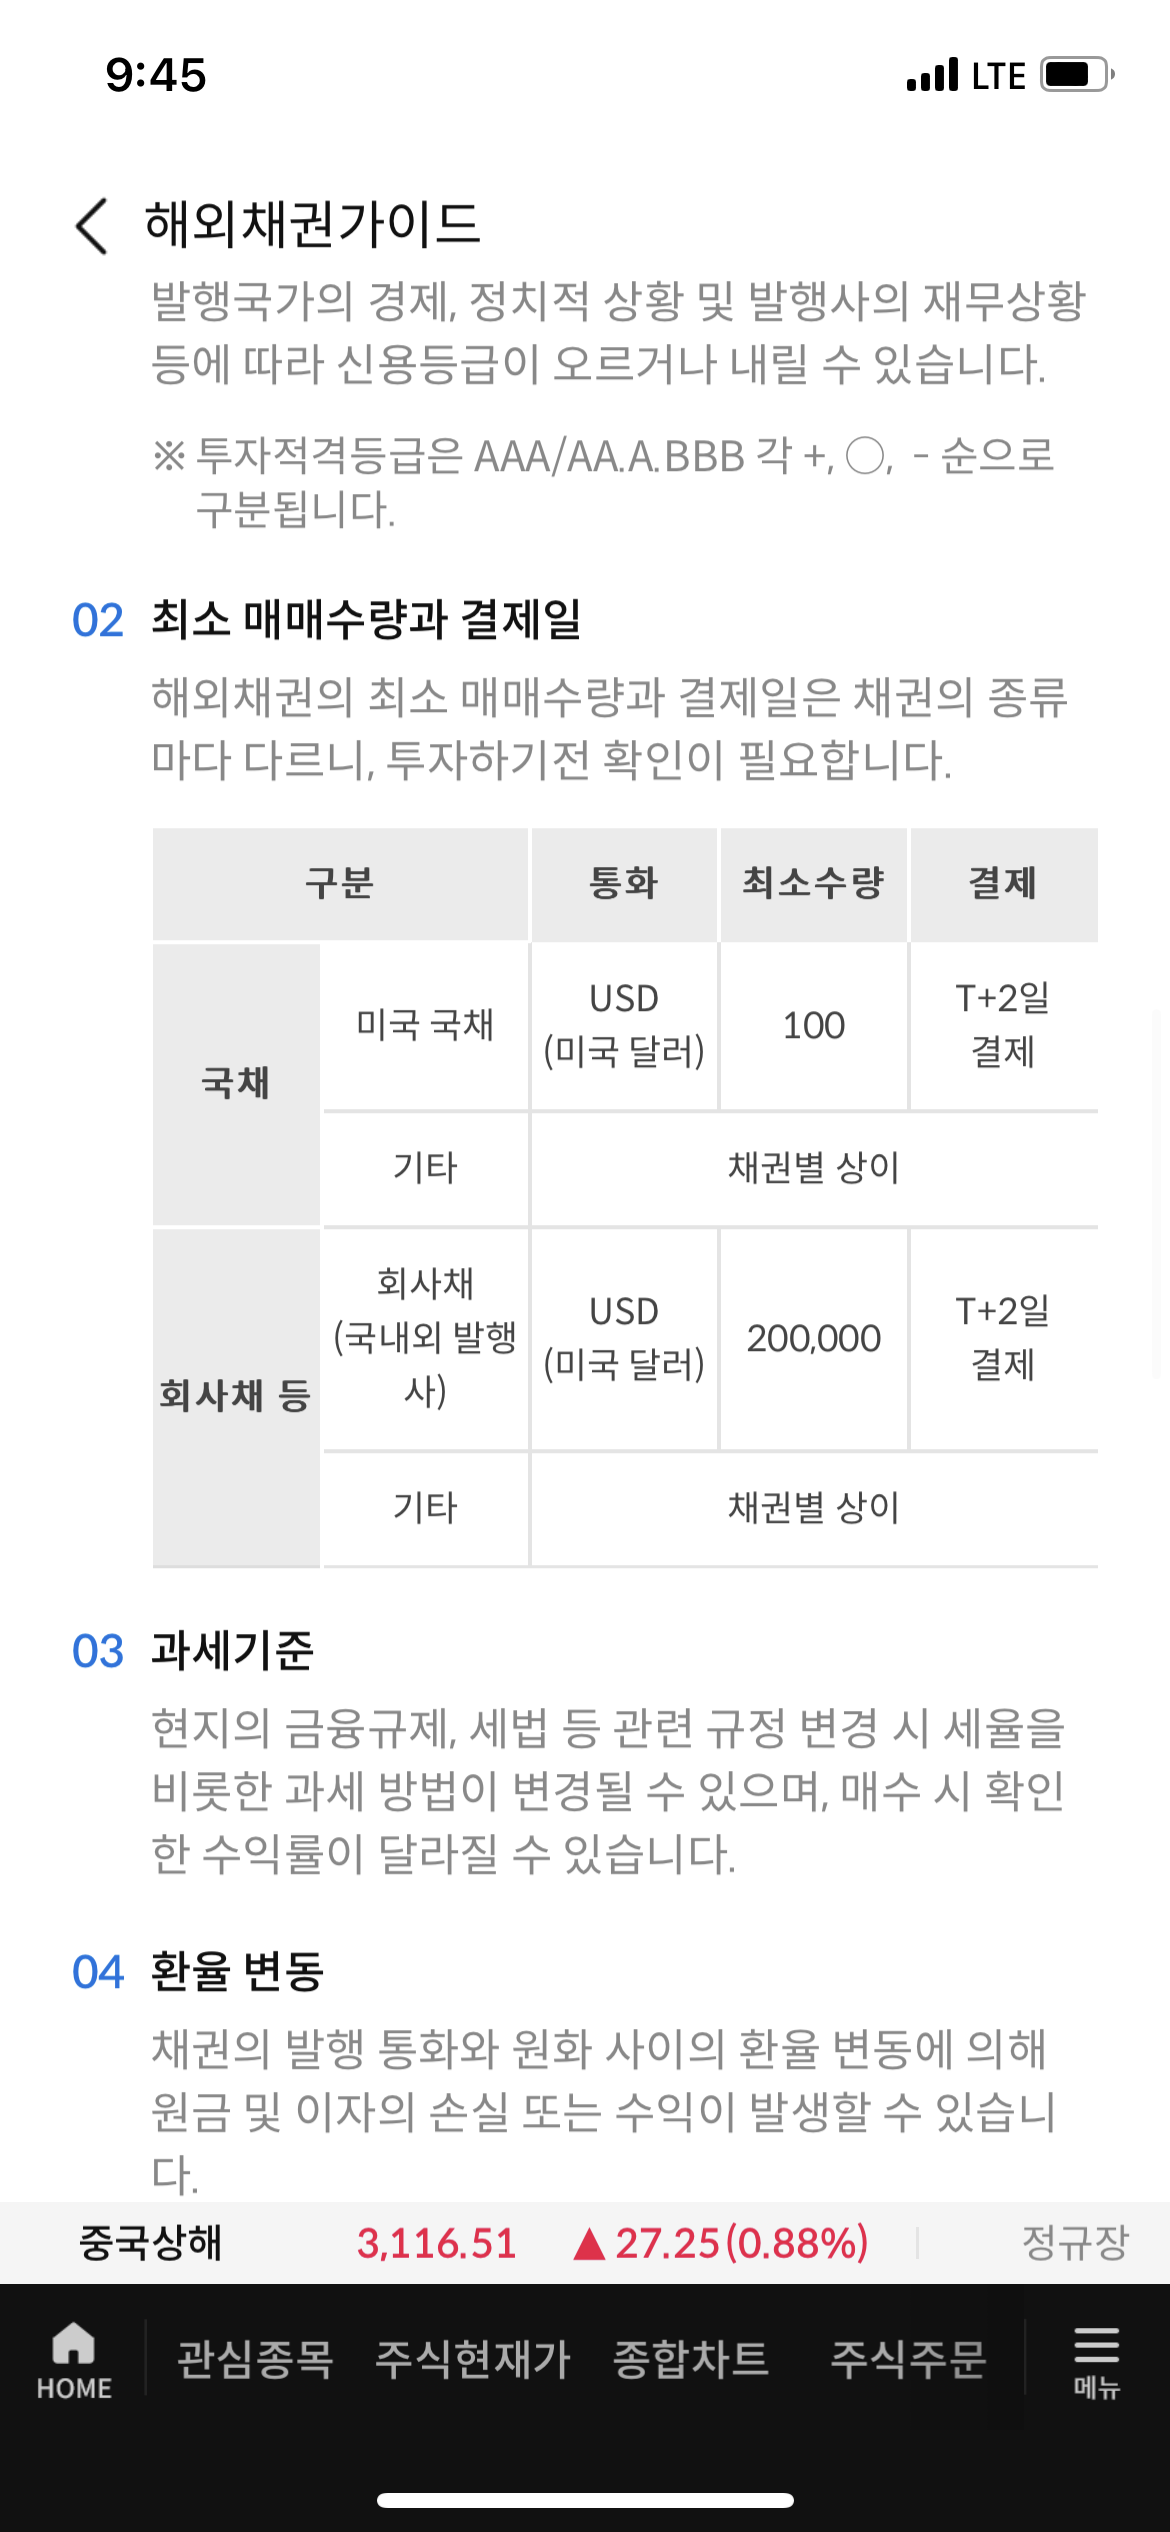 9:45
LTE
해외채권가이드
발행국가의 경제, 정치적 상황 및 발행사의 재무상황
등에 따라 신용등급이 오르거나 내릴 수 있습니다.
※ 투자적격등급은 AAA/AA.A.BBB 각 +, ○, - 순으로
구분됩니다.
02 최소 매매수량과 결제일
해외채권의 최소 매매수량과 결제일은 채권의 종류
마다 다르니, 투자하기전 확인이 필요합니다.
구분 통화 최소수량 결제
국채
미국 국채
USD
(미국 달러)
100
T+2일
결제
기타
채권별 상이
회사채 등
회사채
(국내외 발행
사)
USD
(미국 달러)
200,000
T+2일
결제
기타
채권별 상이
03 과세기준
현지의 금융규제, 세법 등 관련 규정 변경 시 세율을
비롯한 과세 방법이 변경될 수 있으며, 매수 시 확인
한 수익률이 달라질 수 있습니다.
04 환율 변동
채권의 발행 통화와 원화 사이의 환율 변동에 의해
원금 및 이자의 손실 또는 수익이 발생할 수 있습니
다.
중국상해 3,116.51 ▲ 27.25(0.88%) 정규장
HOME
관심종목 주식현재가 종합차트 주식주문
메뉴